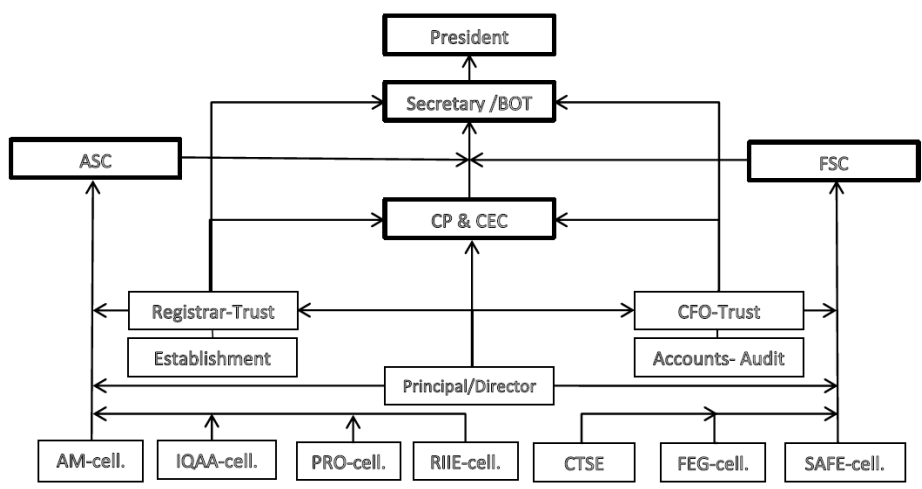 President
Secretary /BOT
ASC
FSC
CP & CEC
Registrar-Trust
CFO-Trust
Establishment
Accounts- Audit
Principal/Director
AM-cell.
IQAA-cell.
PRO-cell.
RIIE-cell.
CTSE
FEG-cell.
SAFE-cell.